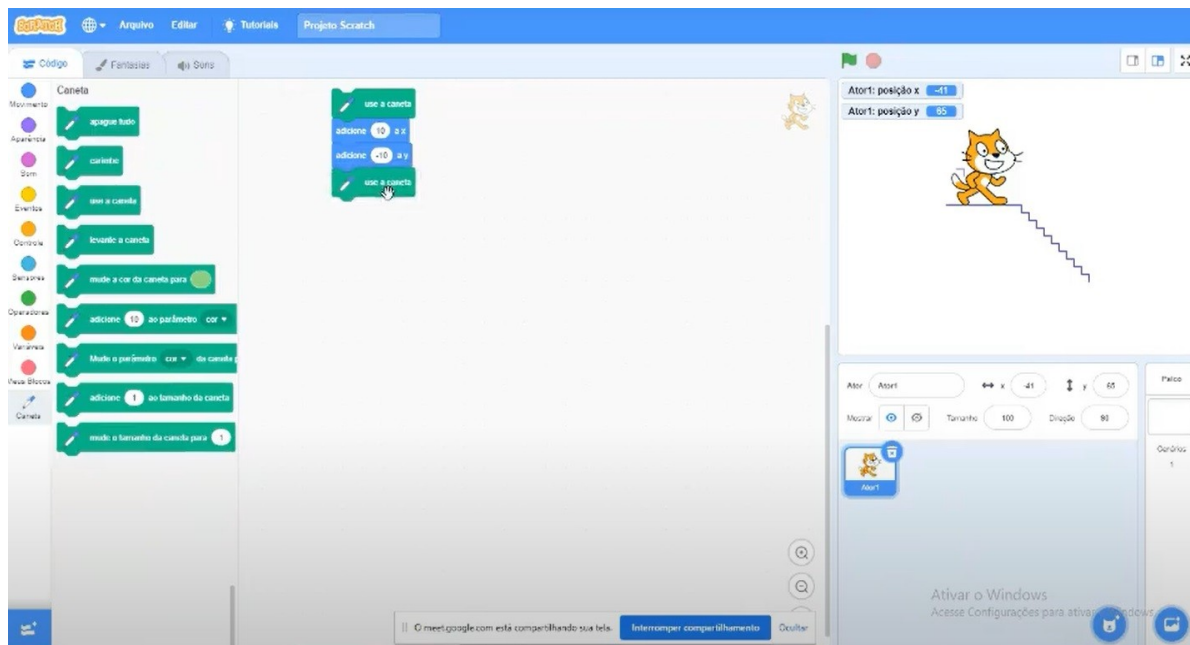 SCRATCH
Arquivo
Editar
Tutoriais
Projeto Scratch
Código
Fantasias
Sons
Movimento
Aparência
Som
Eventos
Controle
Sensores
Operadores
Variáveis
Meus Blocos
Caneta
Caneta
apague tudo
carimbe
use a caneta
levante a caneta
mude a cor da caneta para
adicione 10 ao parâmetro cor
Mude o parâmetro cor da caneta p
adicione 1 ao tamanho da caneta
mude o tamanho da caneta para 1
use a caneta
adicione 10 a x
adicione -10 a y
use a caneta
Ator1: posição x -41
Ator1: posição y 65
Ator Ator1 x -41 y 65
Mostrar Tamanho 100 Direção 90
Ator1
Palco
Cenários
1
Ativar o Windows
Acesse Configurações para ativar o Windows.
O meet.google.com está compartilhando sua tela.
Interromper compartilhamento
Ocultar